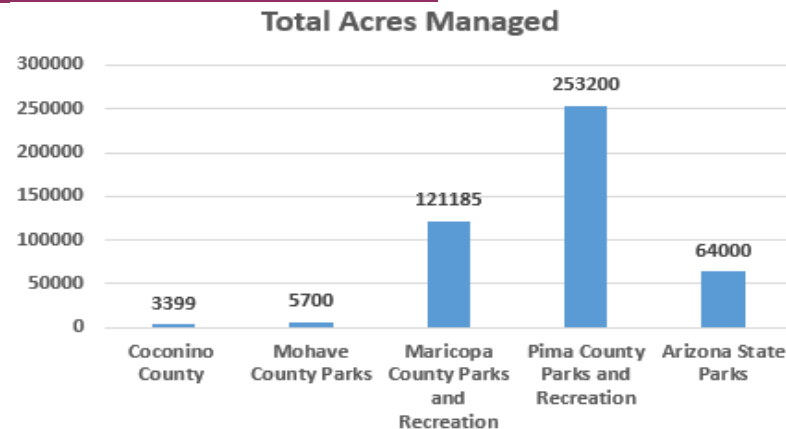 Total Acres Managed
300000
250000
200000
150000
100000
50000
0
3399
5700
121185
253200
64000
Coconino
County
Mohave
County Parks
Maricopa
County Parks
and
Recreation
Pima County
Parks and
Recreation
Arizona State
Parks